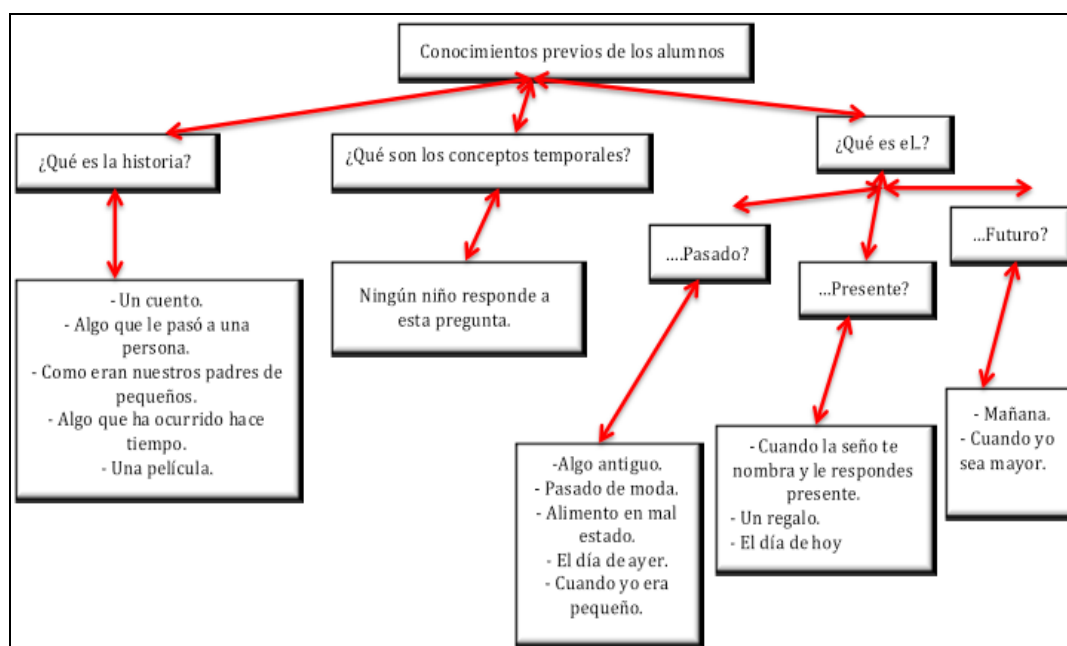 Conocimientos previos de los alumnos
¿Qué es la historia?
¿Qué son los conceptos temporales?
¿Qué es el..?
....Pasado?
...Presente?
...Futuro?
- Un cuento.
- Algo que le pasó a una
persona.
- Como eran nuestros padres de
pequeños.
- Algo que ha ocurrido hace
tiempo.
- Una película.
Ningún niño responde a
esta pregunta.
-Algo antiguo.
- Pasado de moda.
- Alimento en mal
estado.
- El día de ayer.
- Cuando yo era
pequeño.
- Cuando la seño te
nombra y le respondes
presente.
- Un regalo.
- El día de hoy
- Mañana.
- Cuando yo
sea mayor.